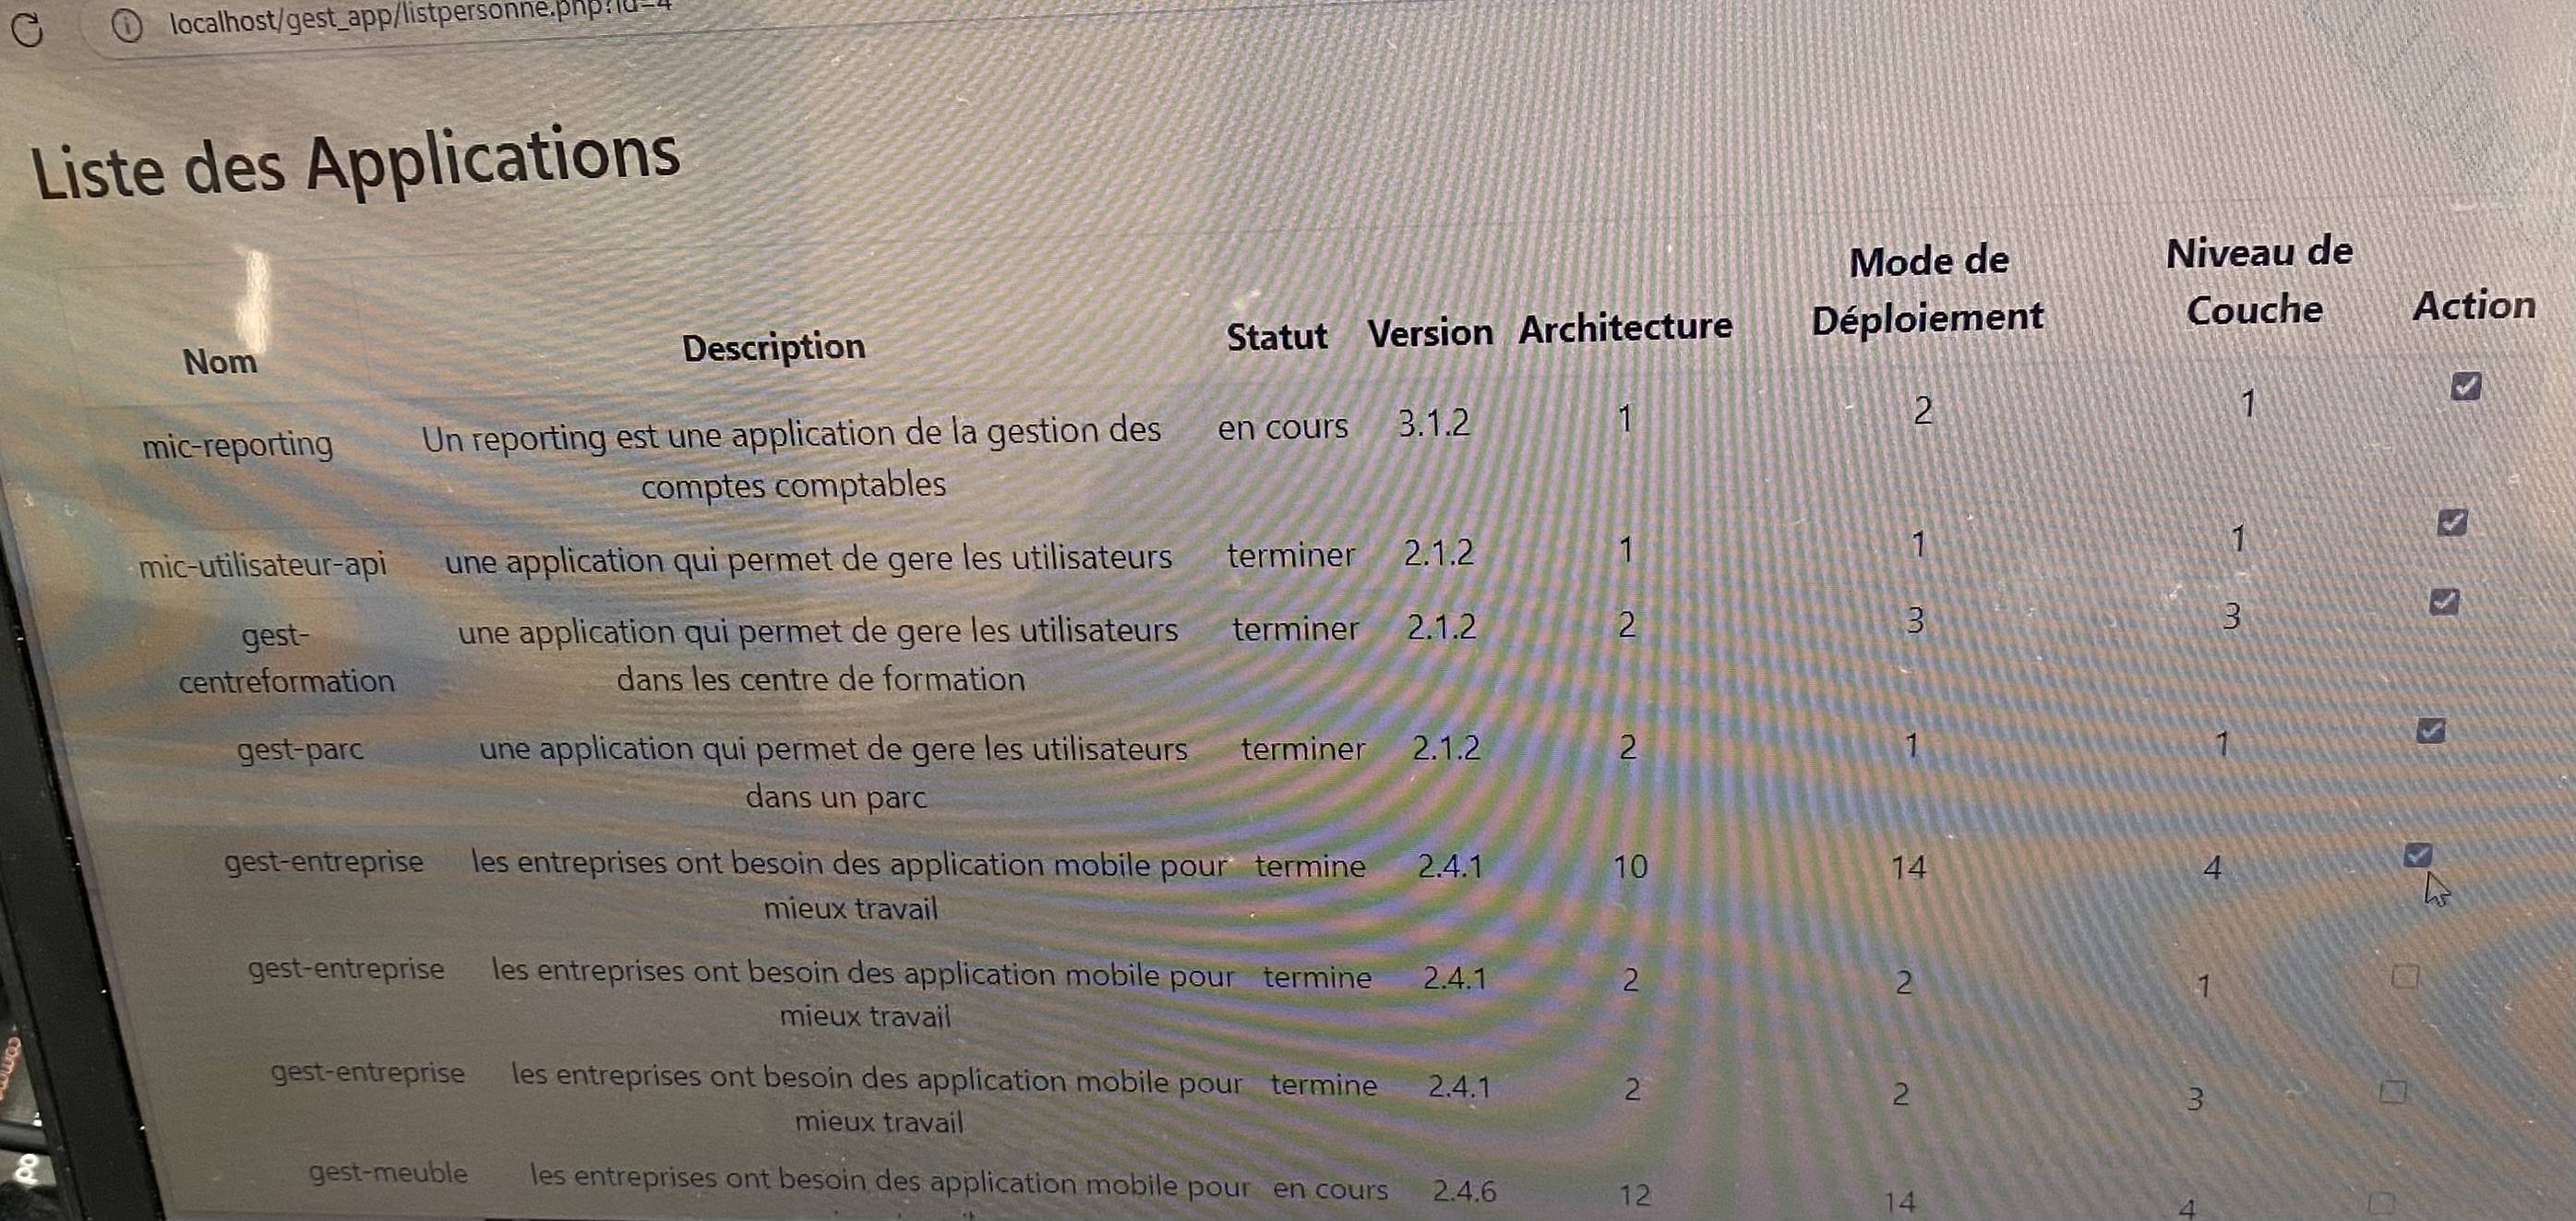 localhost/gest_app/listpersonne.php?id=4
Liste des Applications
Nom Description Statut Version Architecture Mode de Déploiement Niveau de Couche Action
mic-reporting Un reporting est une application de la gestion des en cours 3.1.2 1 2 1
comptes comptables
mic-utilisateur-api une application qui permet de gere les utilisateurs terminer 2.1.2 1 1 1
gest- une application qui permet de gere les utilisateurs terminer 2.1.2 2 3 3
centreformation dans les centre de formation
gest-parc une application qui permet de gere les utilisateurs terminer 2.1.2 2 1 1
dans un parc
gest-entreprise les entreprises ont besoin des application mobile pour termine 2.4.1 10 14 4
mieux travail
gest-entreprise les entreprises ont besoin des application mobile pour termine 2.4.1 2 2 1
mieux travail
gest-entreprise les entreprises ont besoin des application mobile pour termine 2.4.1 2 2 3
mieux travail
gest-meuble les entreprises ont besoin des application mobile pour en cours 2.4.6 12 14 4